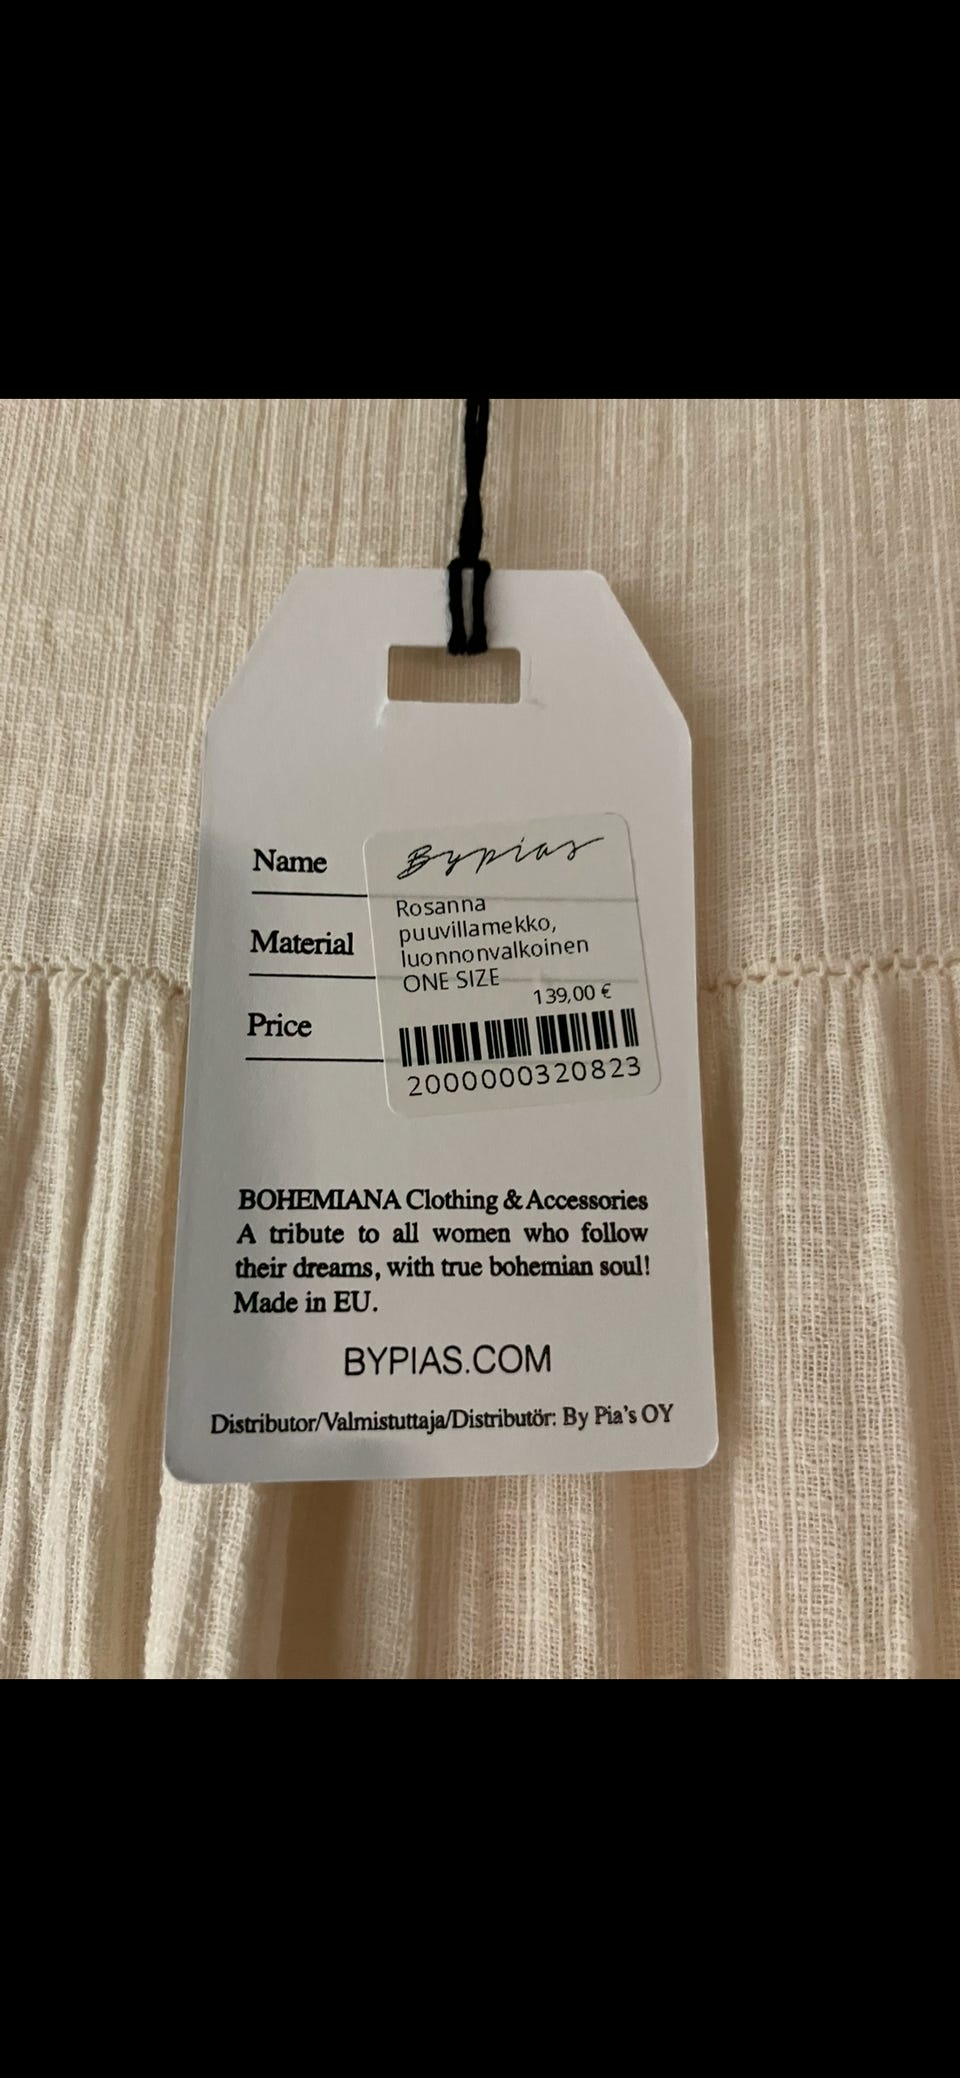 Name
Material
Price
Bypias
Rosanna
puuvillamekko,
luonnonvalkoinen
ONE SIZE
139,00 €
2000000320823
BOHEMIANA Clothing & Accessories
A tribute to all women who follow
their dreams, with true bohemian soul!
Made in EU.
BYPIAS.COM
Distributor/Valmistuttaja/Distributör: By Pia's OY